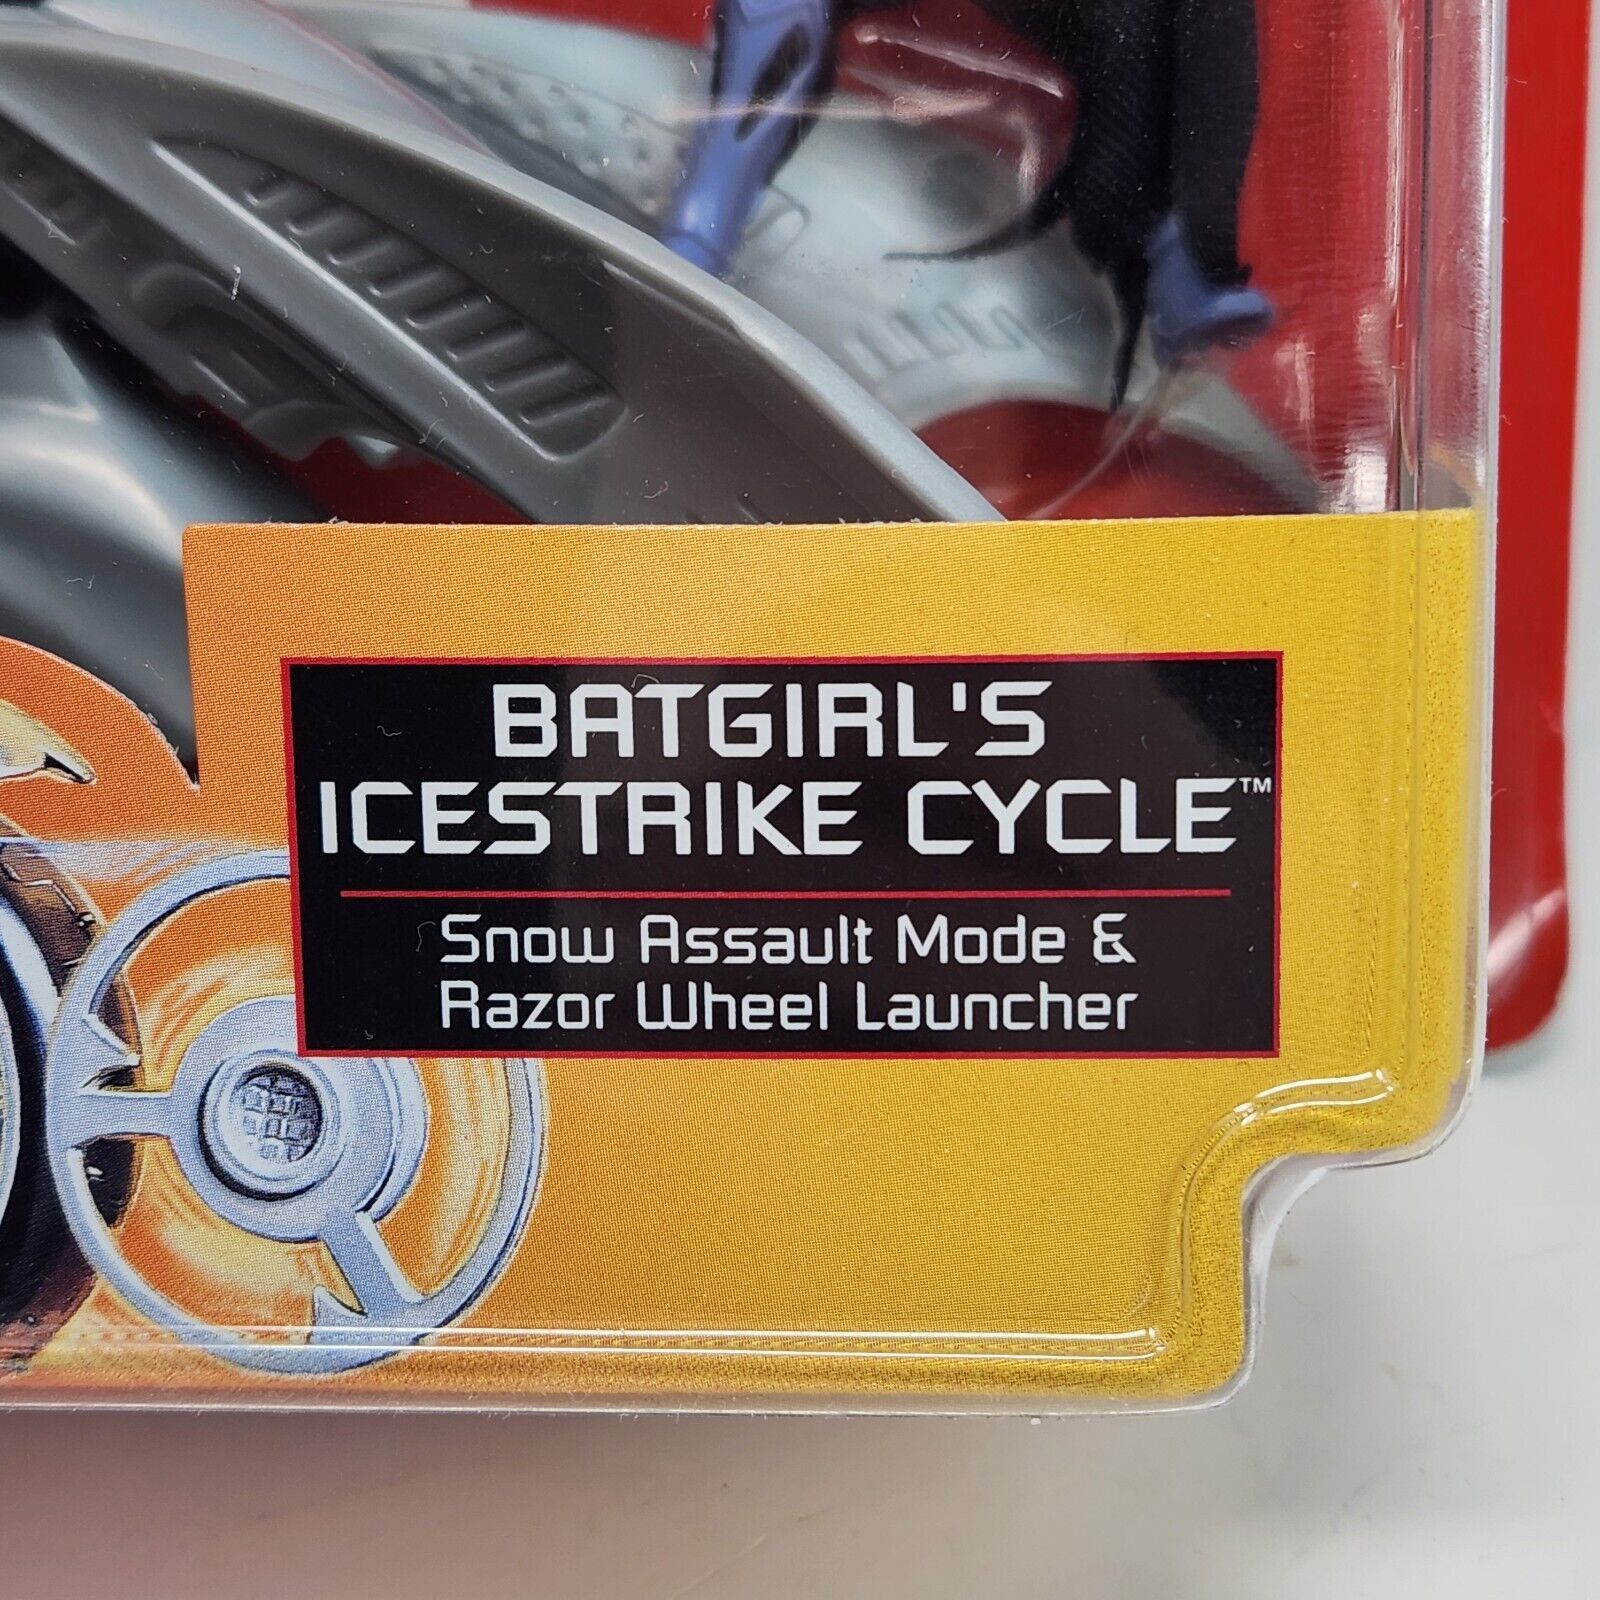 BATGIRL'S
ICESTRIKE CYCLE™
Snow Assault Mode &
Razor Wheel Launcher